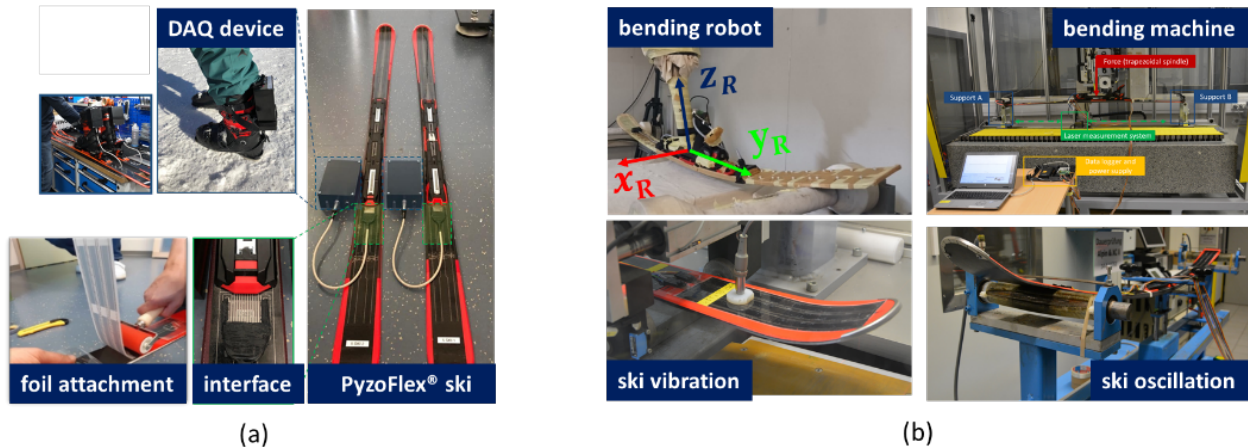 DAQ device
foil attachment
interface
PyzoFlex® ski
(a)
bending robot
z_R
y_R
x_R
bending machine
Force (trapezoidal spindle)
Support A
Support B
Laser measurement system
Data logger and
power supply
ski vibration
ski oscillation
(b)